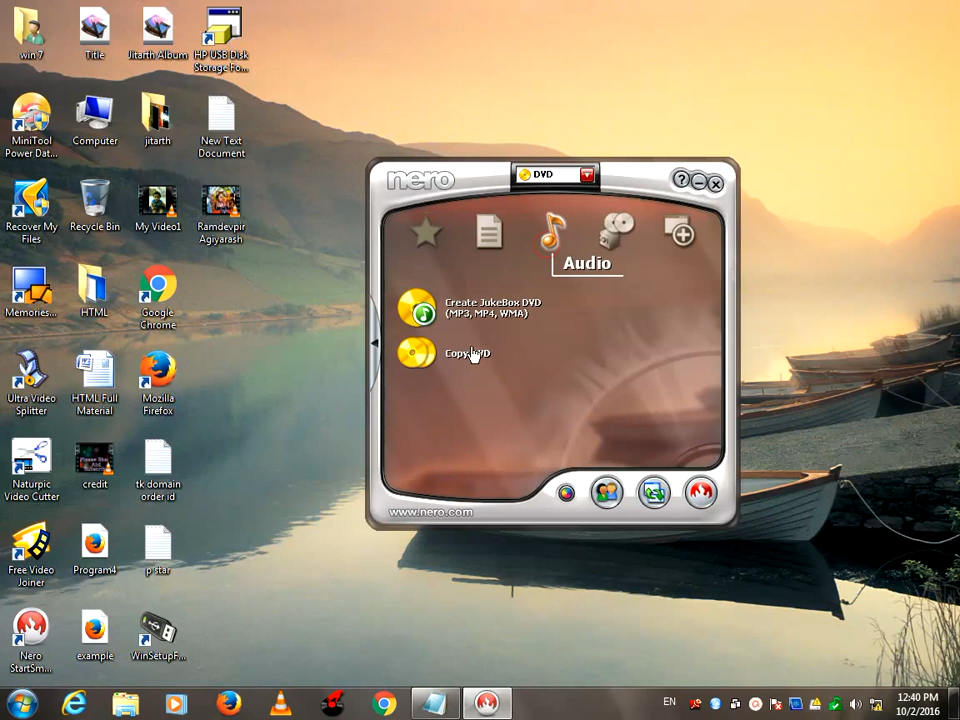 win 7
Title
Jitarth Album
HP USB Disk
Storage Fo...
MiniTool
Power Dat...
Computer
jitarth
New Text
Document
Recover My
Files
Recycle Bin
My Video1
Ramdevpir
Agiyarash
Memories...
HTML
Google
Chrome
Ultra Video
Splitter
HTML Full
Material
Mozilla
Firefox
Naturpic
Video Cutter
credit
tk domain
order id
Free Video
Joiner
Program4
p star
Nero
StartSm...
example
WinSetupF...
nero
DVD
?
Audio
Create JukeBox DVD
(MP3, MP4, WMA)
Copy DVD
www.nero.com
EN
12:40 PM
10/2/2016